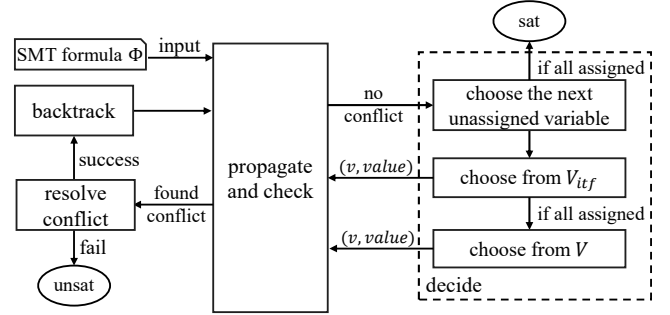 sat
SMT formula Φ
input
if all assigned
backtrack
no
conflict
choose the next
unassigned variable
success
propagate
and check
(v, value)
choose from V_itf
resolve
conflict
found
conflict
if all assigned
fail
(v, value)
choose from V
unsat
decide